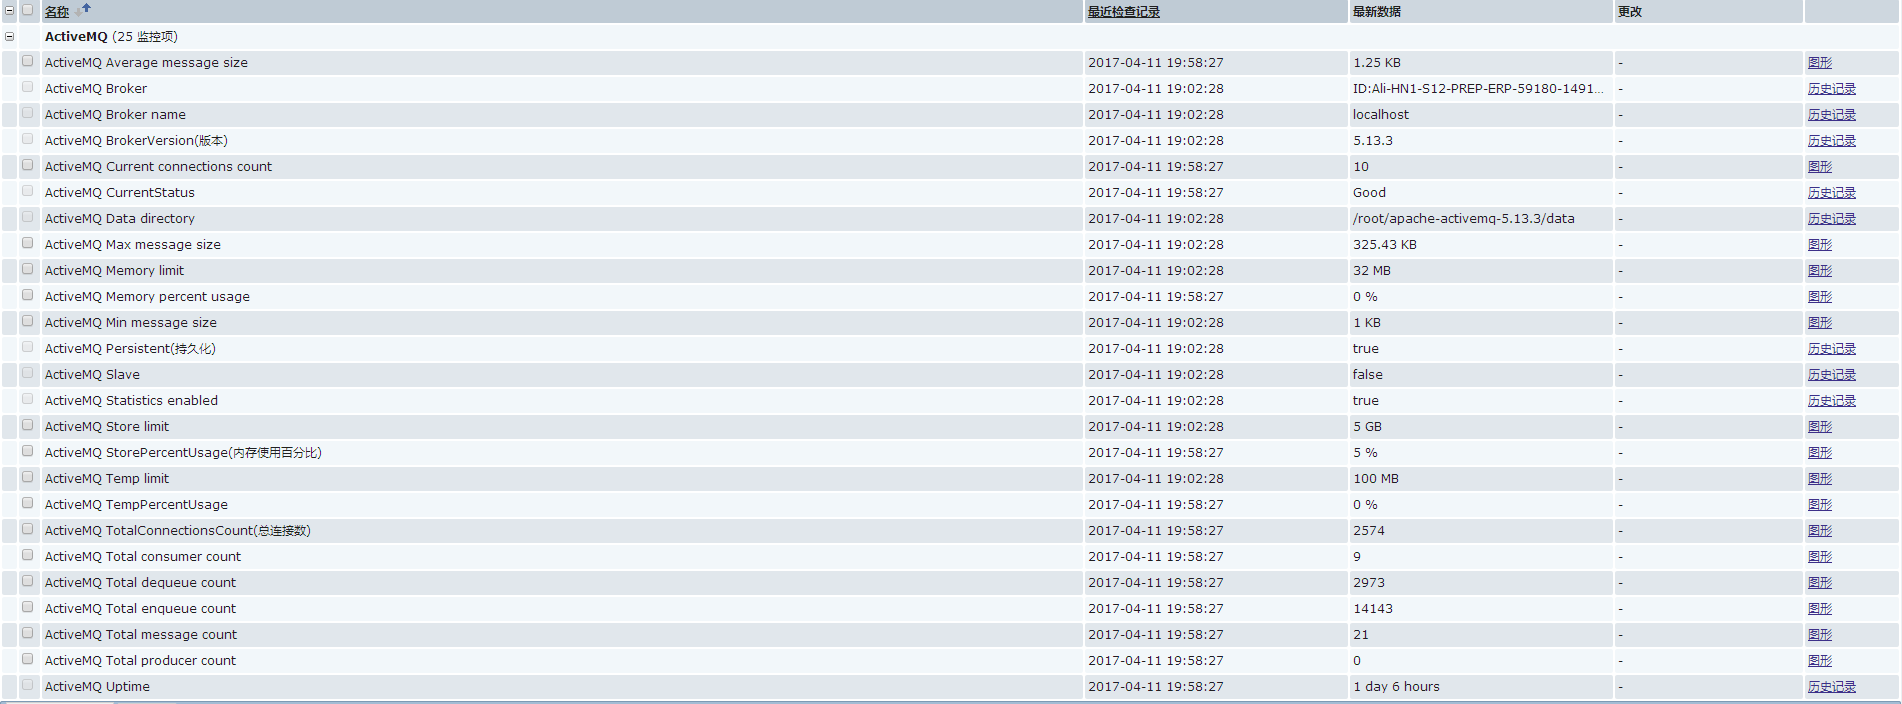 名称 最近检查记录 最新数据 更改
ActiveMQ (25 监控项)
ActiveMQ Average message size 2017-04-11 19:58:27 1.25 KB - 图形
ActiveMQ Broker 2017-04-11 19:02:28 ID:Ali-HN1-S12-PREP-ERP-59180-1491... - 历史记录
ActiveMQ Broker name 2017-04-11 19:02:28 localhost - 历史记录
ActiveMQ BrokerVersion(版本) 2017-04-11 19:02:28 5.13.3 - 历史记录
ActiveMQ Current connections count 2017-04-11 19:58:27 10 - 图形
ActiveMQ CurrentStatus 2017-04-11 19:58:27 Good - 历史记录
ActiveMQ Data directory 2017-04-11 19:02:28 /root/apache-activemq-5.13.3/data - 历史记录
ActiveMQ Max message size 2017-04-11 19:02:28 325.43 KB - 图形
ActiveMQ Memory limit 2017-04-11 19:02:28 32 MB - 图形
ActiveMQ Memory percent usage 2017-04-11 19:58:27 0 % - 图形
ActiveMQ Min message size 2017-04-11 19:02:28 1 KB - 图形
ActiveMQ Persistent(持久化) 2017-04-11 19:02:28 true - 历史记录
ActiveMQ Slave 2017-04-11 19:02:28 false - 历史记录
ActiveMQ Statistics enabled 2017-04-11 19:02:28 true - 历史记录
ActiveMQ Store limit 2017-04-11 19:02:28 5 GB - 图形
ActiveMQ StorePercentUsage(内存使用百分比) 2017-04-11 19:58:27 5 % - 图形
ActiveMQ Temp limit 2017-04-11 19:02:28 100 MB - 图形
ActiveMQ TempPercentUsage 2017-04-11 19:58:27 0 % - 图形
ActiveMQ TotalConnectionsCount(总连接数) 2017-04-11 19:58:27 2574 - 图形
ActiveMQ Total consumer count 2017-04-11 19:58:27 9 - 图形
ActiveMQ Total dequeue count 2017-04-11 19:58:27 2973 - 图形
ActiveMQ Total enqueue count 2017-04-11 19:58:27 14143 - 图形
ActiveMQ Total message count 2017-04-11 19:58:27 21 - 图形
ActiveMQ Total producer count 2017-04-11 19:58:27 0 - 图形
ActiveMQ Uptime 2017-04-11 19:58:27 1 day 6 hours - 历史记录